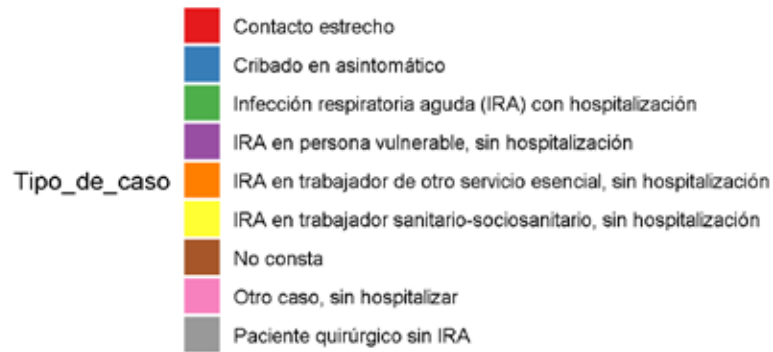 Contacto estrecho
Cribado en asintomático
Infección respiratoria aguda (IRA) con hospitalización
IRA en persona vulnerable, sin hospitalización
Tipo_de_caso
IRA en trabajador de otro servicio esencial, sin hospitalización
IRA en trabajador sanitario-sociosanitario, sin hospitalización
No consta
Otro caso, sin hospitalizar
Paciente quirúrgico sin IRA